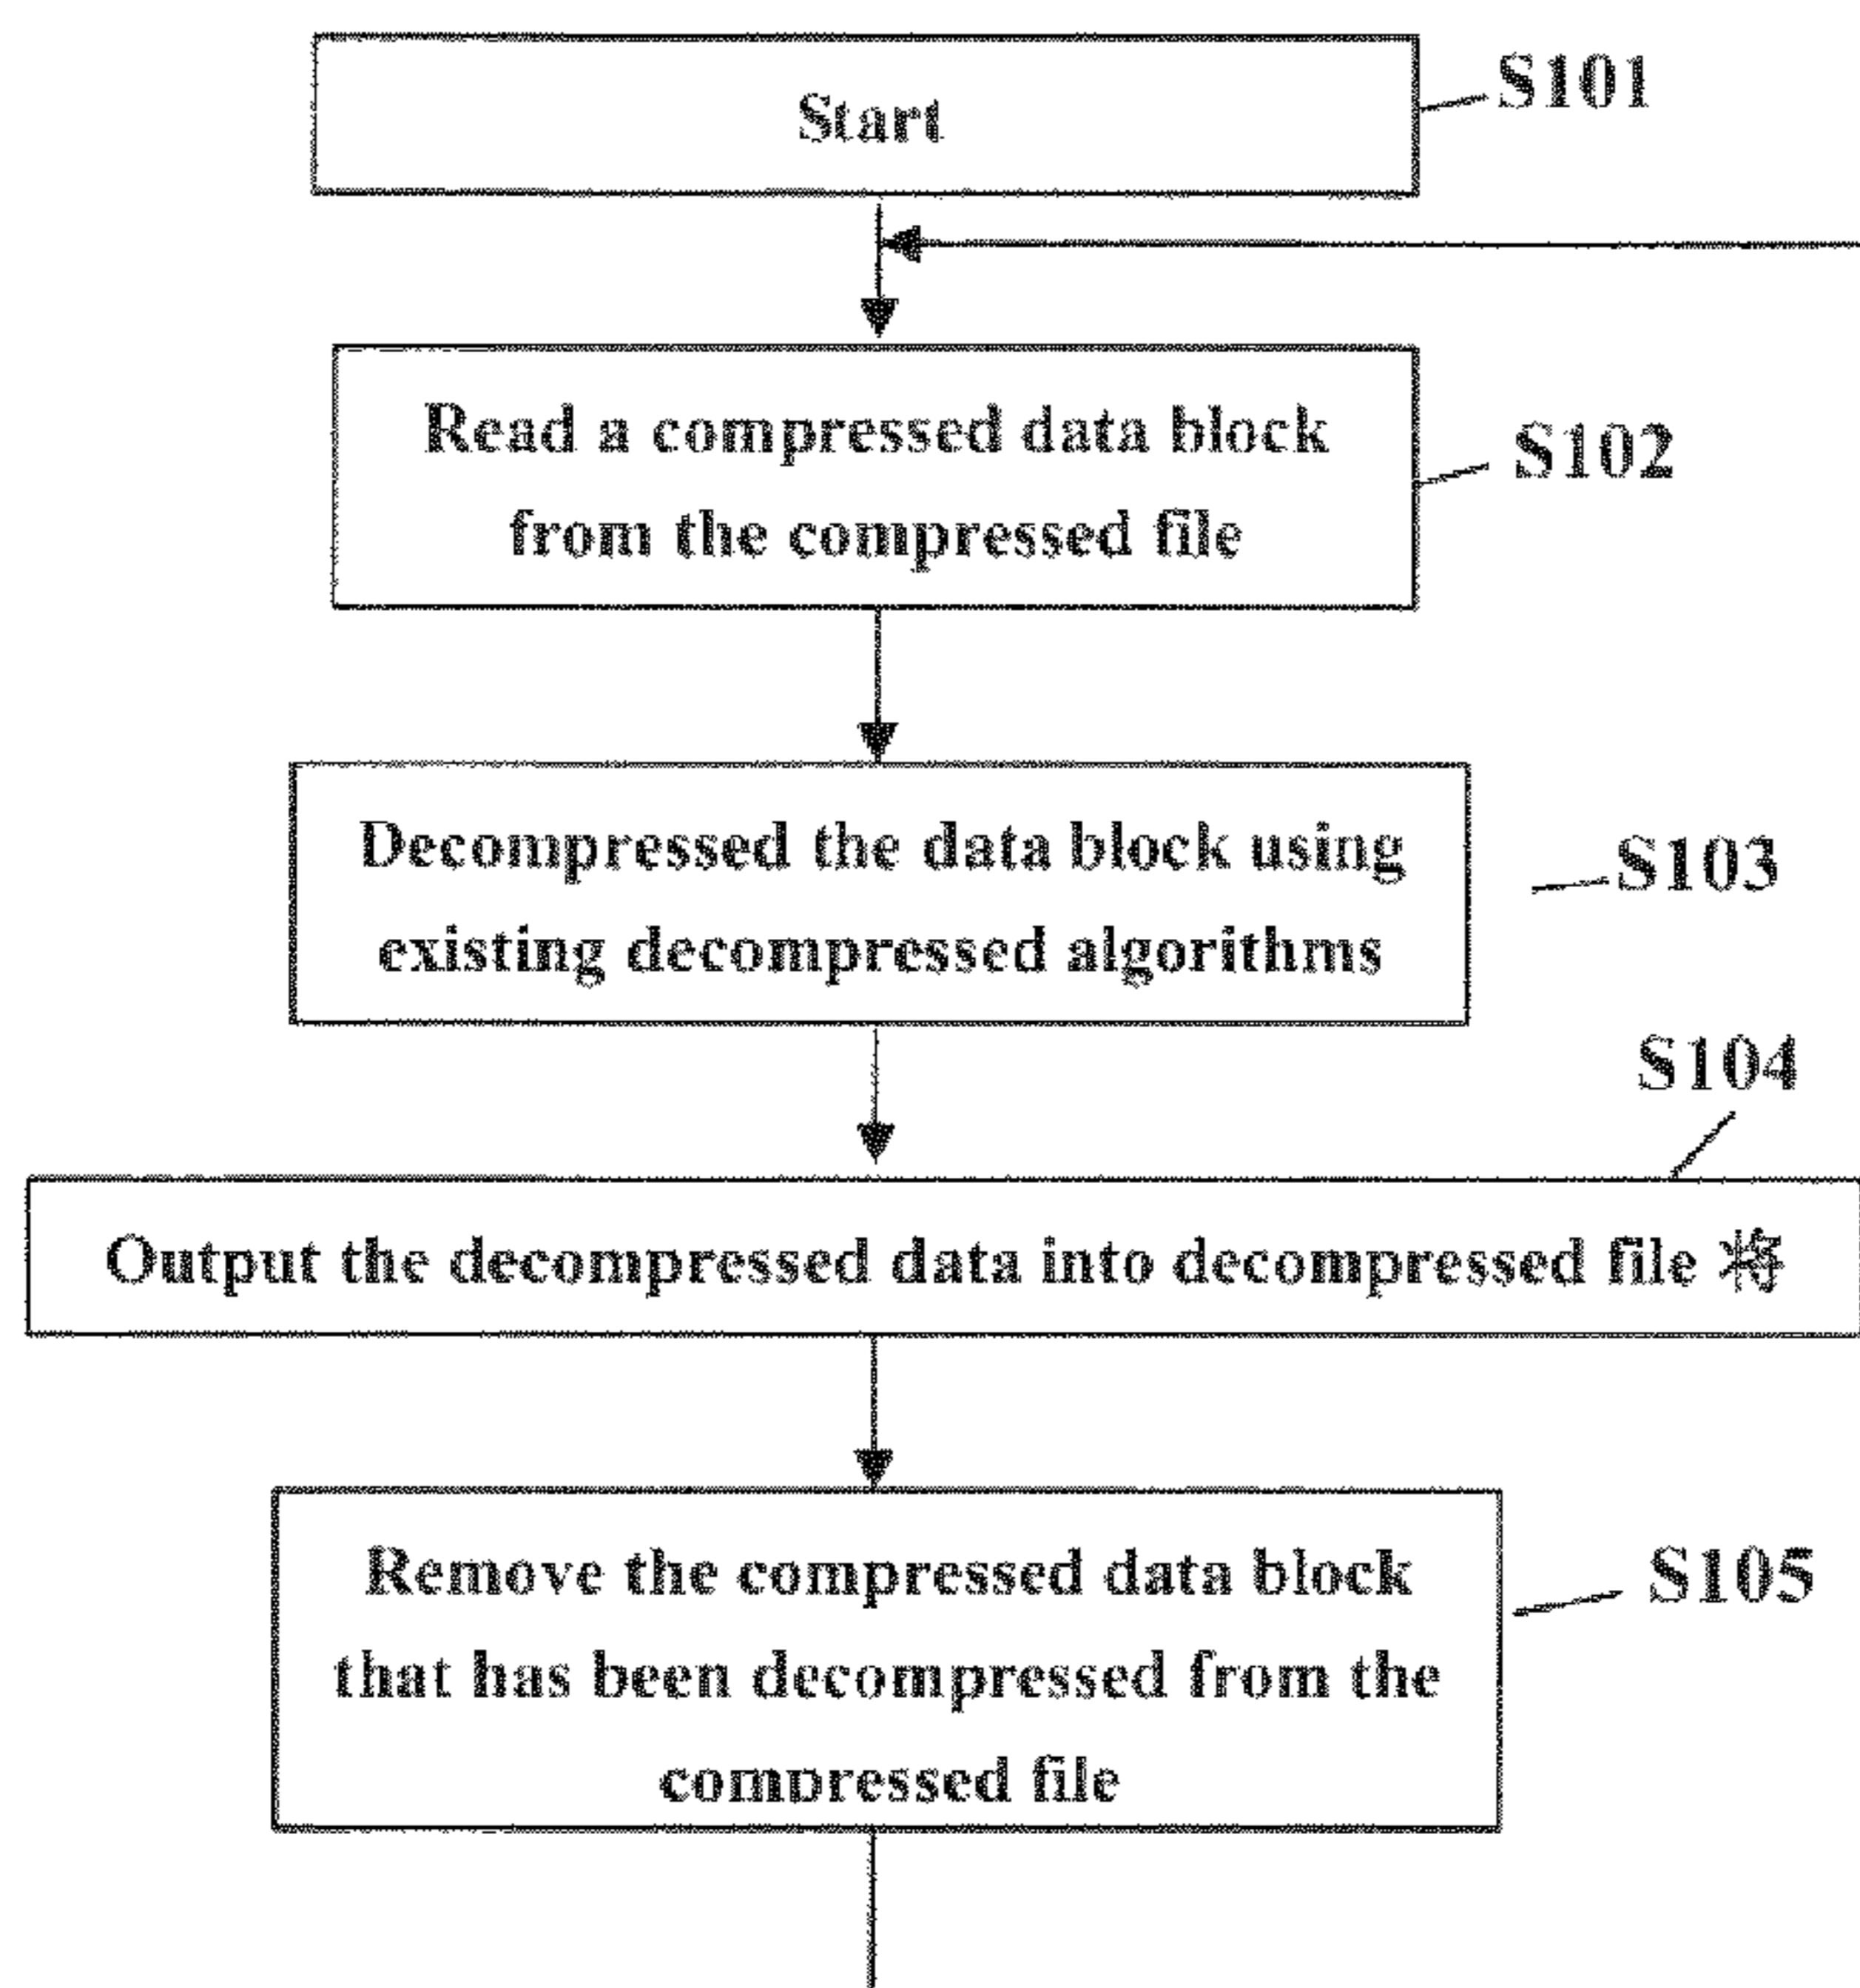 Start
S101
Read a compressed data block
from the compressed file
S102
Decompressed the data block using
existing decompressed algorithms
S103
S104
Output the decompressed data into decompressed file 将
Remove the compressed data block
that has been decompressed from the
compressed file
S105